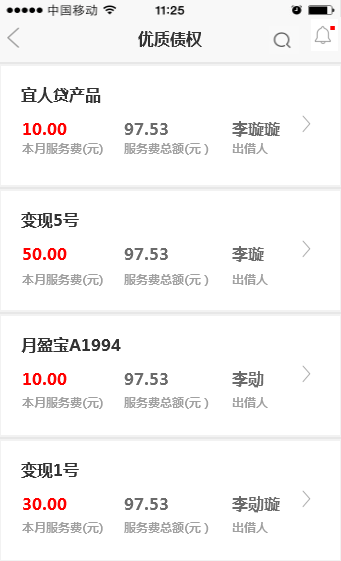 中国移动 11:25
优质债权
宜人贷产品
10.00 97.53 李璇璇
本月服务费(元) 服务费总额(元 ) 出借人
变现5号
50.00 97.53 李璇
本月服务费(元) 服务费总额(元 ) 出借人
月盈宝A1994
10.00 97.53 李勋
本月服务费(元) 服务费总额(元 ) 出借人
变现1号
30.00 97.53 李勋璇
本月服务费(元) 服务费总额(元 ) 出借人